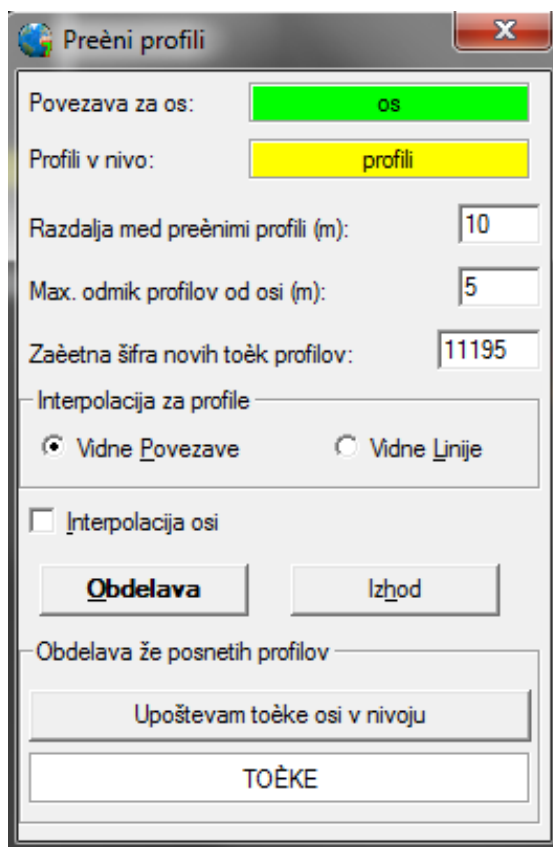 Preèni profili
Povezava za os: os
Profili v nivo: profili
Razdalja med preènimi profili (m): 10
Max. odmik profilov od osi (m): 5
Zaèetna šifra novih toèk profilov: 11195
Interpolacija za profile
Vidne Povezave Vidne Linije
Interpolacija osi
Obdelava Izhod
Obdelava že posnetih profilov
Upoštevam toèke osi v nivoju
TOÈKE